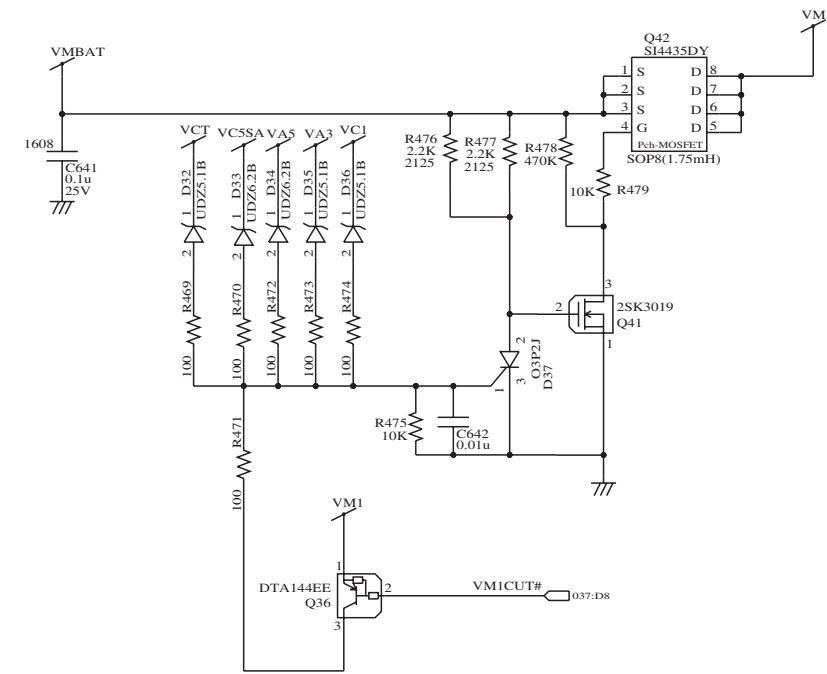 VM
Q42
SI4435DY
VMBAT
1 S D 8
2 S D 7
3 S D 6
4 G D 5
Pch-MOSFET
SOP8(1.75mH)
1608
C641
0.1u
25V
VCT
VC5SA
VA5
VA3
VC1
1 D32
UDZ5.1B
2
1 D33
UDZ6.2B
2
1 D34
UDZ6.2B
2
1 D35
UDZ5.1B
2
1 D36
UDZ5.1B
2
R476
2.2K
2125
R477
2.2K
2125
R478
470K
10K
R479
R469
100
R470
100
R472
100
R473
100
R474
100
3
2
2SK3019
Q41
1
2
O3P2J
D37
1
3
R475
10K
C642
0.01u
R471
100
VM1
1
DTA144EE
Q36
2
3
VM1CUT#
037:D8